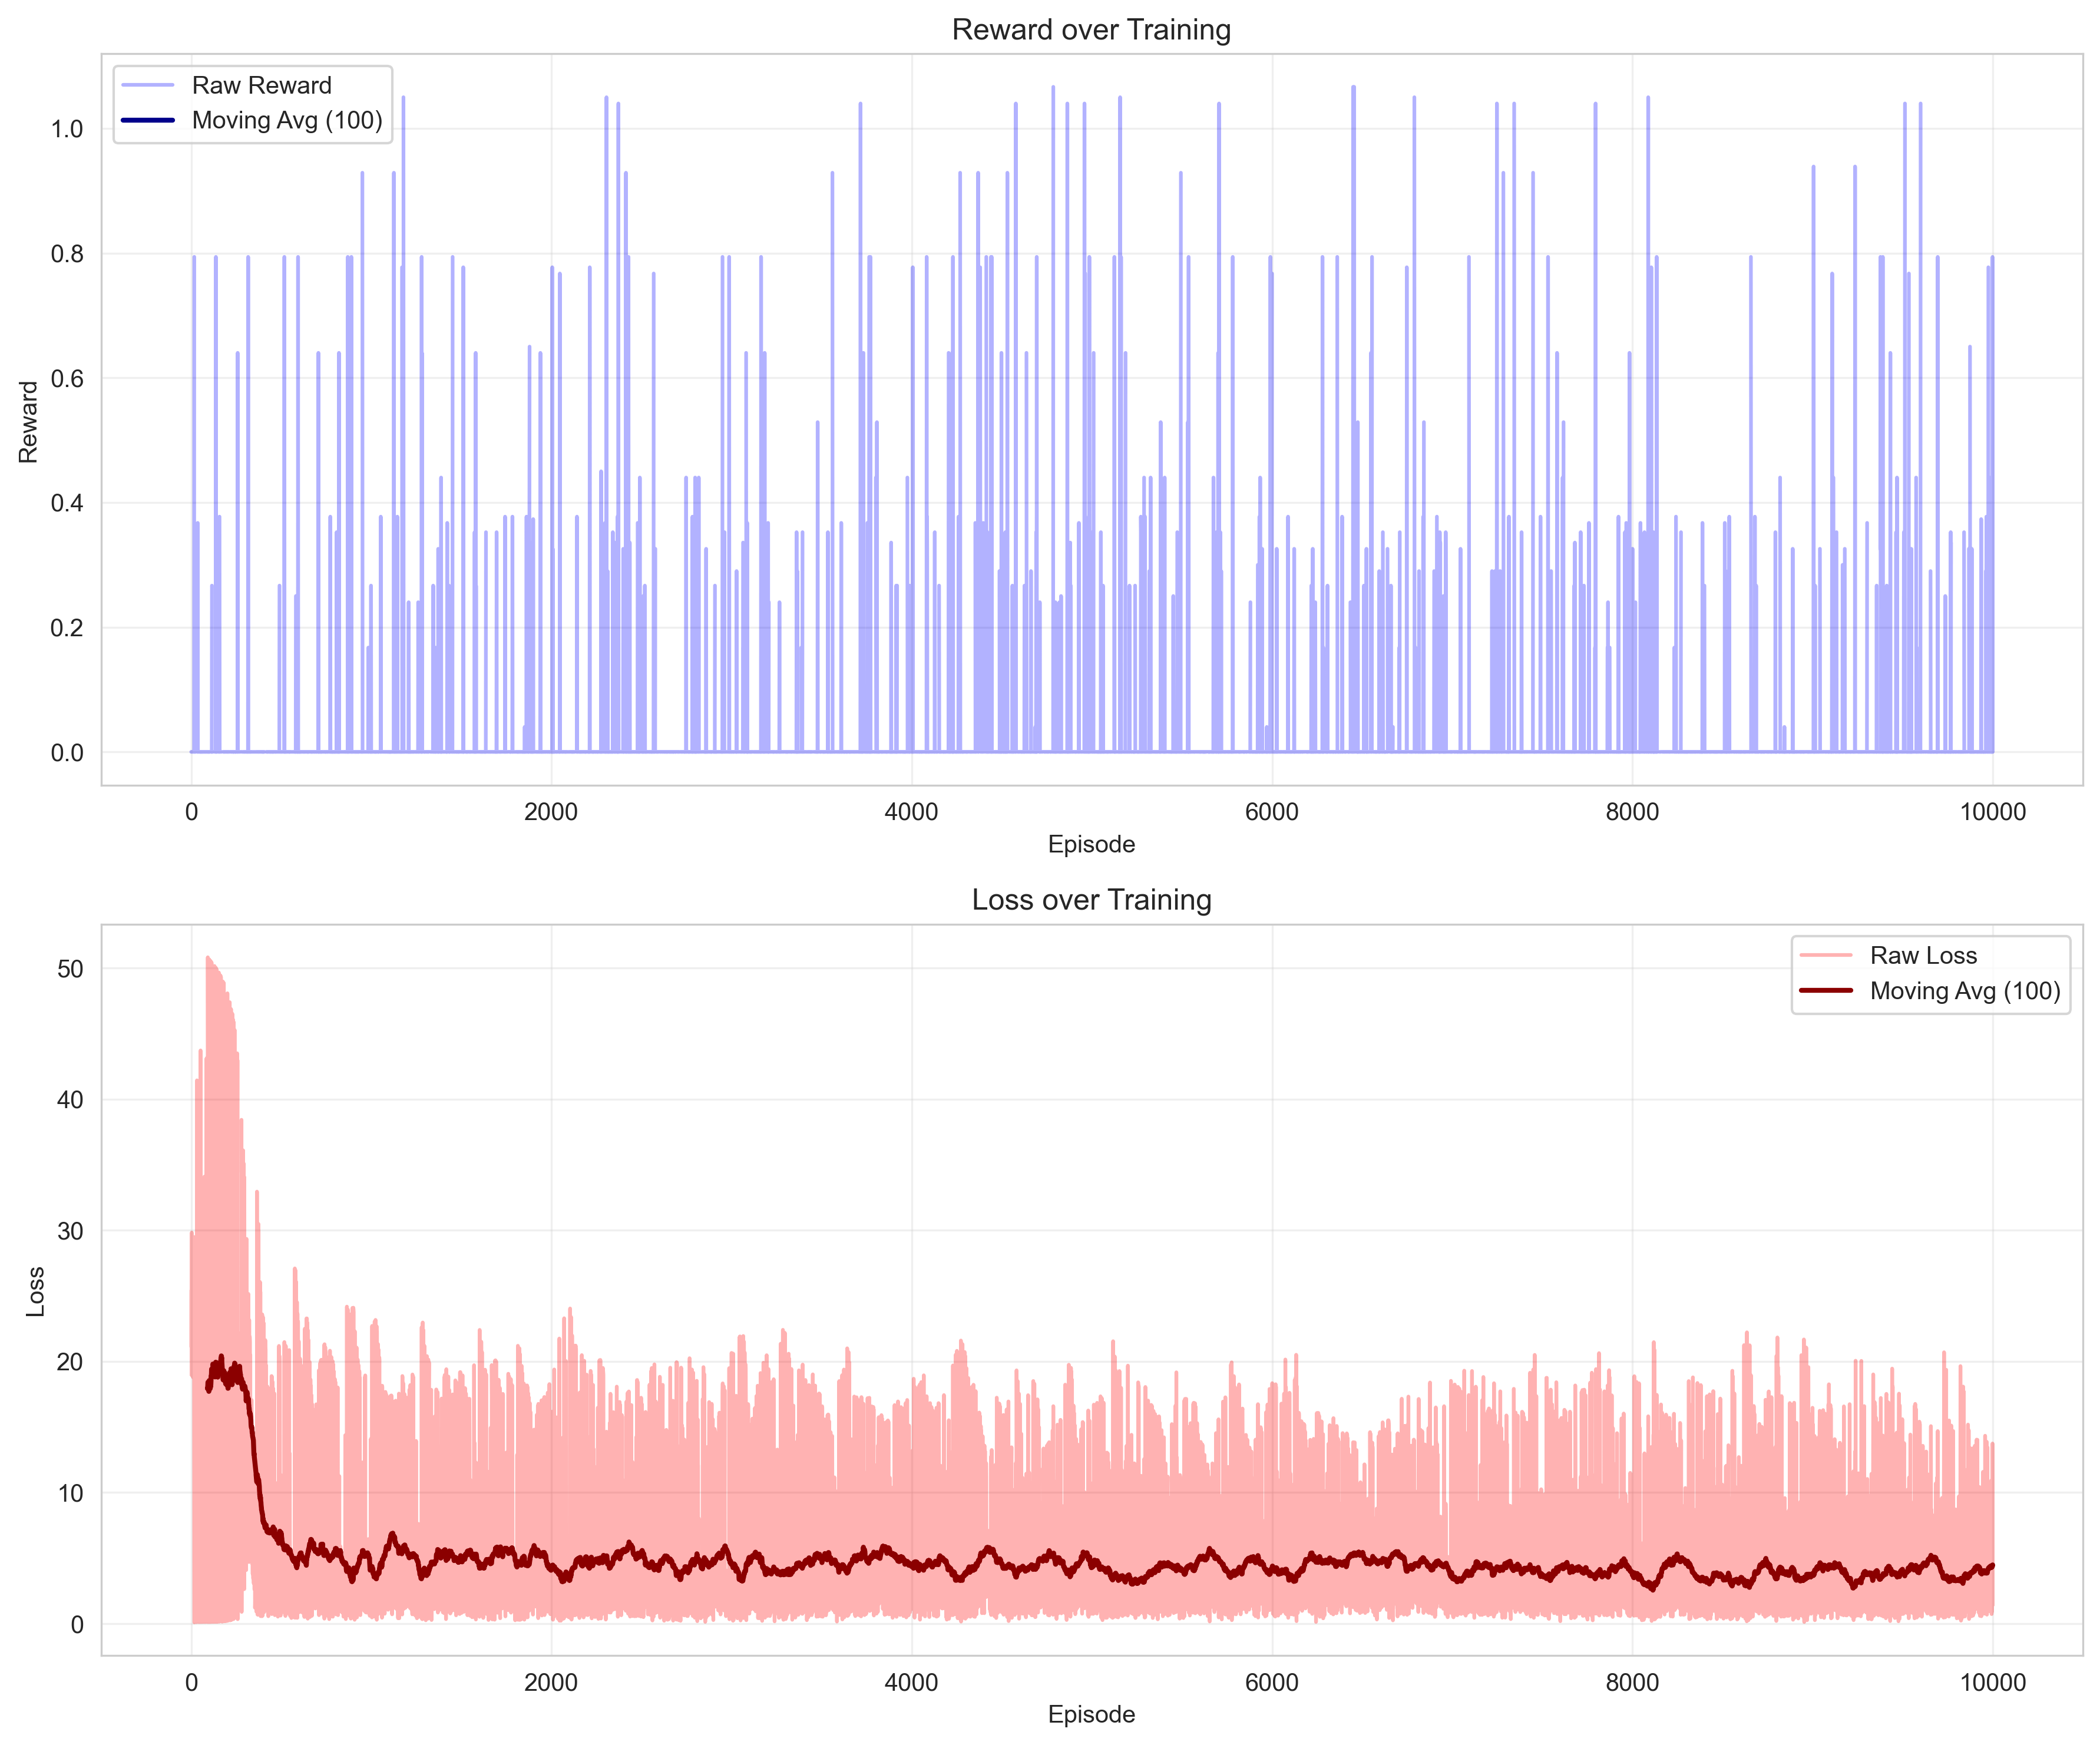 Reward over Training
Raw Reward
Moving Avg (100)
Reward
1.0
0.8
0.6
0.4
0.2
0.0
0 2000 4000 6000 8000 10000
Episode
Loss over Training
Raw Loss
Moving Avg (100)
Loss
50
40
30
20
10
0
0 2000 4000 6000 8000 10000
Episode